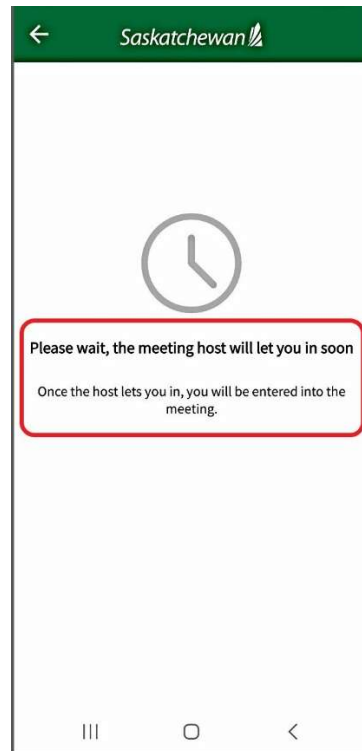 Saskatchewan
Please wait, the meeting host will let you in soon
Once the host lets you in, you will be entered into the
meeting.